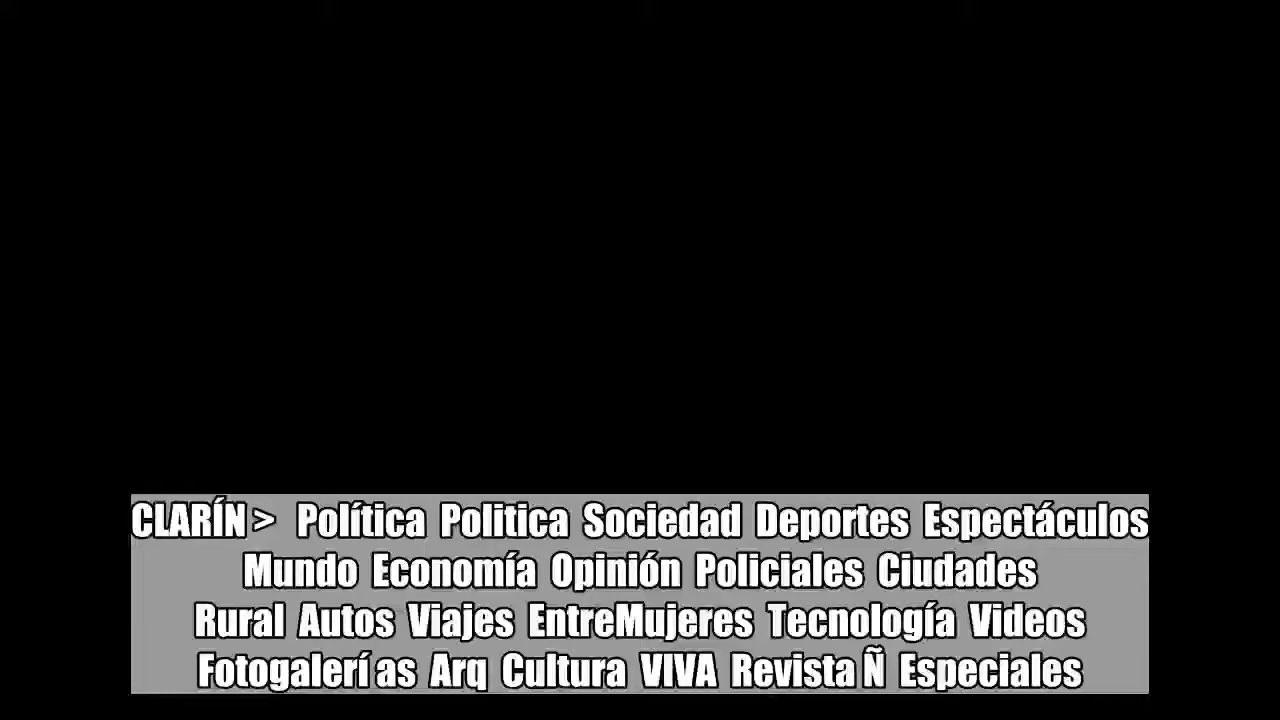 CLARÍN > Política Politica Sociedad Deportes Espectáculos
Mundo Economía Opinión Policiales Ciudades
Rural Autos Viajes EntreMujeres Tecnología Videos
Fotogalerí as Arq Cultura VIVA Revista Ñ Especiales